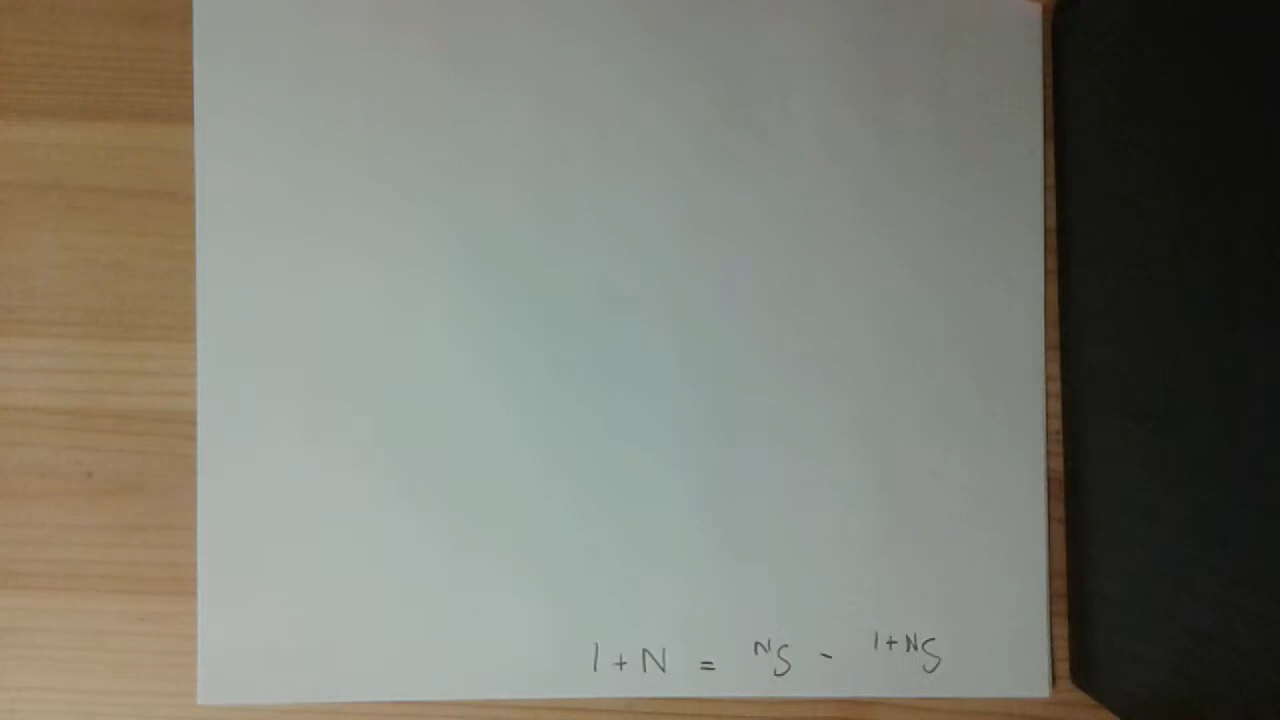 S_{N+1} - S_N = N+1